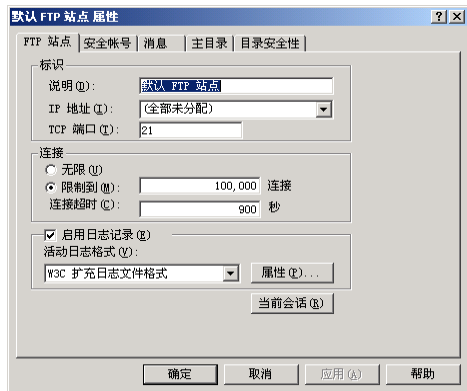 默认 FTP 站点 属性
FTP 站点 安全帐号 消息 主目录 目录安全性
标识
说明(D): 默认 FTP 站点
IP 地址(I): (全部未分配)
TCP 端口(T): 21
连接
无限(U)
限制到(M): 100,000 连接
连接超时(C): 900 秒
启用日志记录(E)
活动日志格式(V):
W3C 扩充日志文件格式 属性(P)...
当前会话(R)
确定 取消 应用(A) 帮助